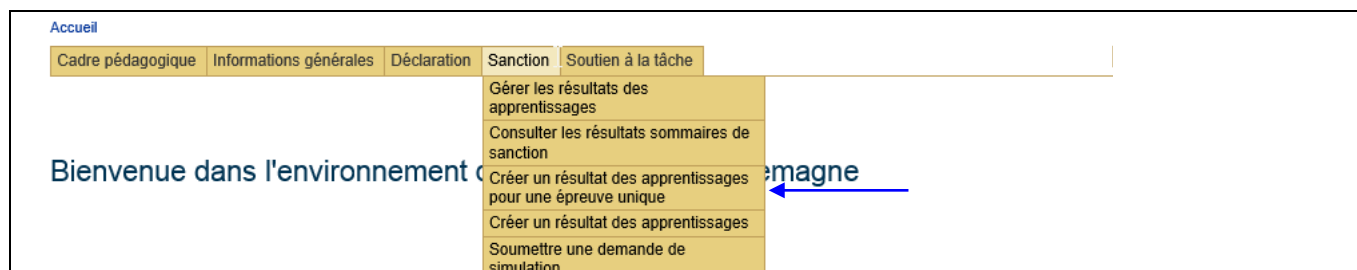 Accueil
Cadre pédagogique Informations générales Déclaration Sanction Soutien à la tâche
Gérer les résultats des
apprentissages
Consulter les résultats sommaires de
sanction
Bienvenue dans l'environnement emagne
Créer un résultat des apprentissages
pour une épreuve unique
Créer un résultat des apprentissages
Soumettre une demande de
simulation